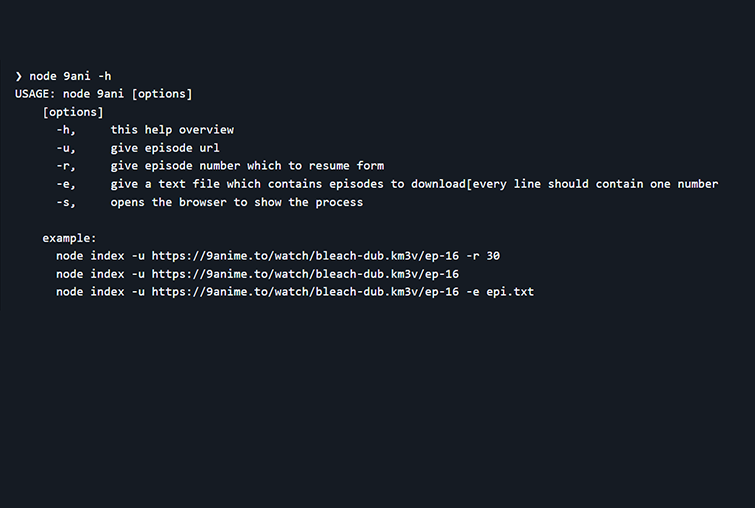 ❯ node 9ani -h
USAGE: node 9ani [options]
[options]
-h, this help overview
-u, give episode url
-r, give episode number which to resume form
-e, give a text file which contains episodes to download[every line should contain one number
-s, opens the browser to show the process
example:
node index -u https://9anime.to/watch/bleach-dub.km3v/ep-16 -r 30
node index -u https://9anime.to/watch/bleach-dub.km3v/ep-16
node index -u https://9anime.to/watch/bleach-dub.km3v/ep-16 -e epi.txt